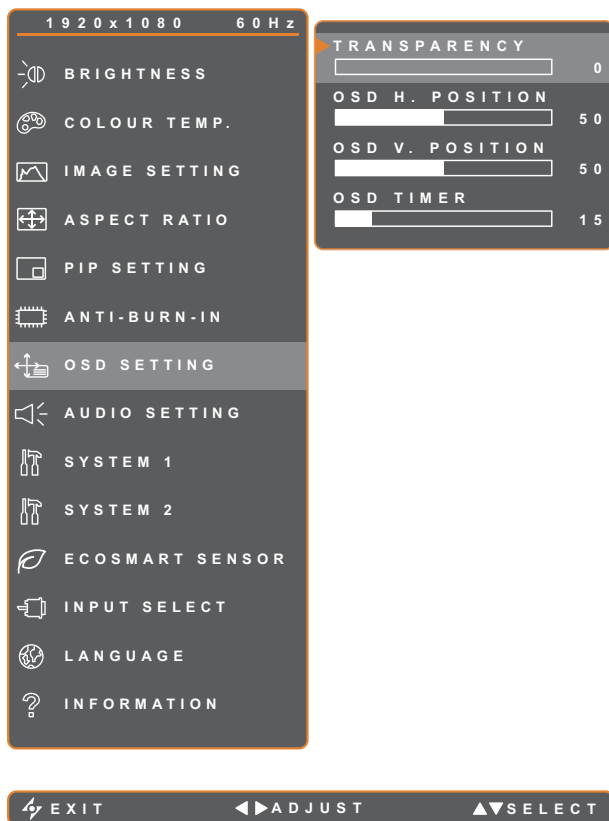 1920x1080 60Hz
BRIGHTNESS
COLOUR TEMP.
IMAGE SETTING
ASPECT RATIO
PIP SETTING
ANTI-BURN-IN
OSD SETTING
AUDIO SETTING
SYSTEM 1
SYSTEM 2
ECOSMART SENSOR
INPUT SELECT
LANGUAGE
INFORMATION
TRANSPARENCY
0
OSD H. POSITION
50
OSD V. POSITION
50
OSD TIMER
15
EXIT ADJUST SELECT